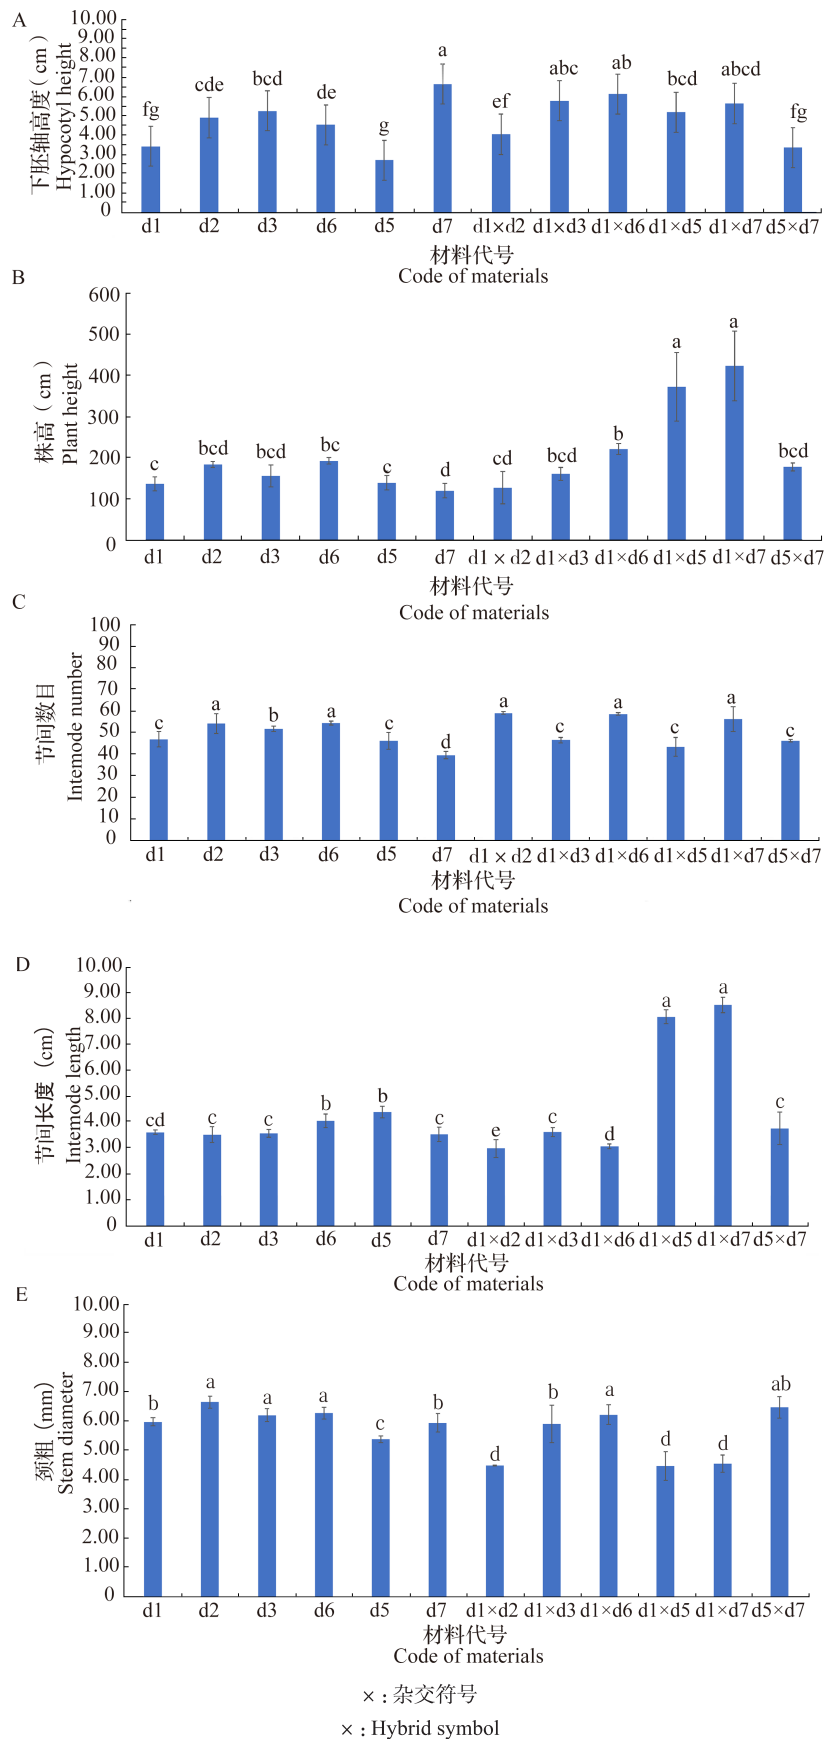 A
10.00
9.00
8.00
7.00
6.00
5.00
4.00
3.00
2.00
1.00
0
下胚轴高度(cm)
Hypocotyl height
fg cde bcd de g a ef abc ab bcd abcd fg
d1 d2 d3 d6 d5 d7 d1×d2 d1×d3 d1×d6 d1×d5 d1×d7 d5×d7
材料代号
Code of materials
B
600
500
400
300
200
100
0
株高(cm)
Plant height
c bcd bcd bc c d cd bcd b a a bcd
d1 d2 d3 d6 d5 d7 d1×d2 d1×d3 d1×d6 d1×d5 d1×d7 d5×d7
材料代号
Code of materials
C
100
90
80
70
60
50
40
30
20
10
0
节间数目
Intemode number
c a b a c d a c a c a c
d1 d2 d3 d6 d5 d7 d1×d2 d1×d3 d1×d6 d1×d5 d1×d7 d5×d7
材料代号
Code of materials
D
10.00
9.00
8.00
7.00
6.00
5.00
4.00
3.00
2.00
1.00
0
节间长度 (cm)
Intemode length
cd c c b b c e c d a a c
d1 d2 d3 d6 d5 d7 d1×d2 d1×d3 d1×d6 d1×d5 d1×d7 d5×d7
材料代号
Code of materials
E
10.00
9.00
8.00
7.00
6.00
5.00
4.00
3.00
2.00
1.00
0
颈粗 (mm)
Stem diameter
b a a a c b d b a d d ab
d1 d2 d3 d6 d5 d7 d1×d2 d1×d3 d1×d6 d1×d5 d1×d7 d5×d7
材料代号
Code of materials
×:杂交符号
×:Hybrid symbol